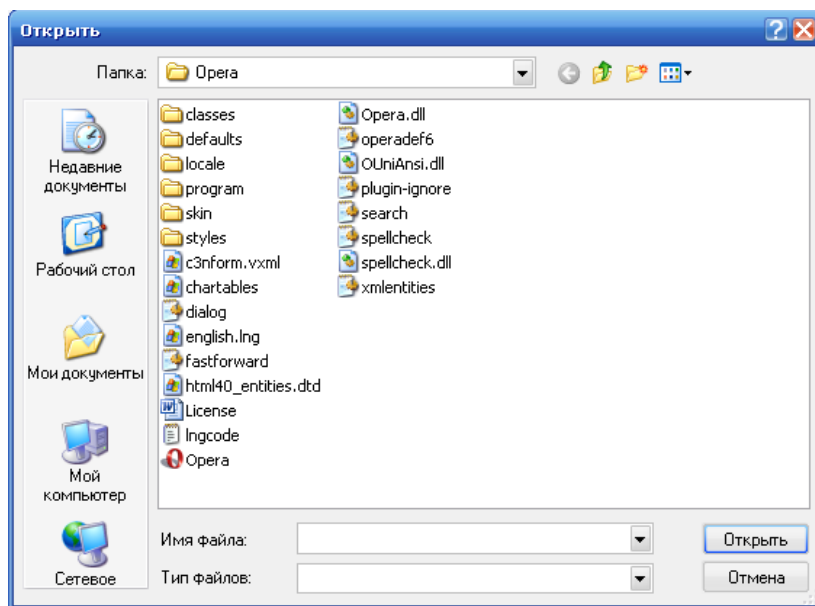 Открыть
Папка:
Opera
Недавние
документы
Рабочий стол
Мои документы
Мой
компьютер
Сетевое
classes
defaults
locale
program
skin
styles
c3nform.vxml
chartables
dialog
english.lng
fastforward
html40_entities.dtd
License
lngcode
Opera
Opera.dll
operadef6
OUniAnsi.dll
plugin-ignore
search
spellcheck
spellcheck.dll
xmlentities
Имя файла:
Открыть
Тип файлов:
Отмена